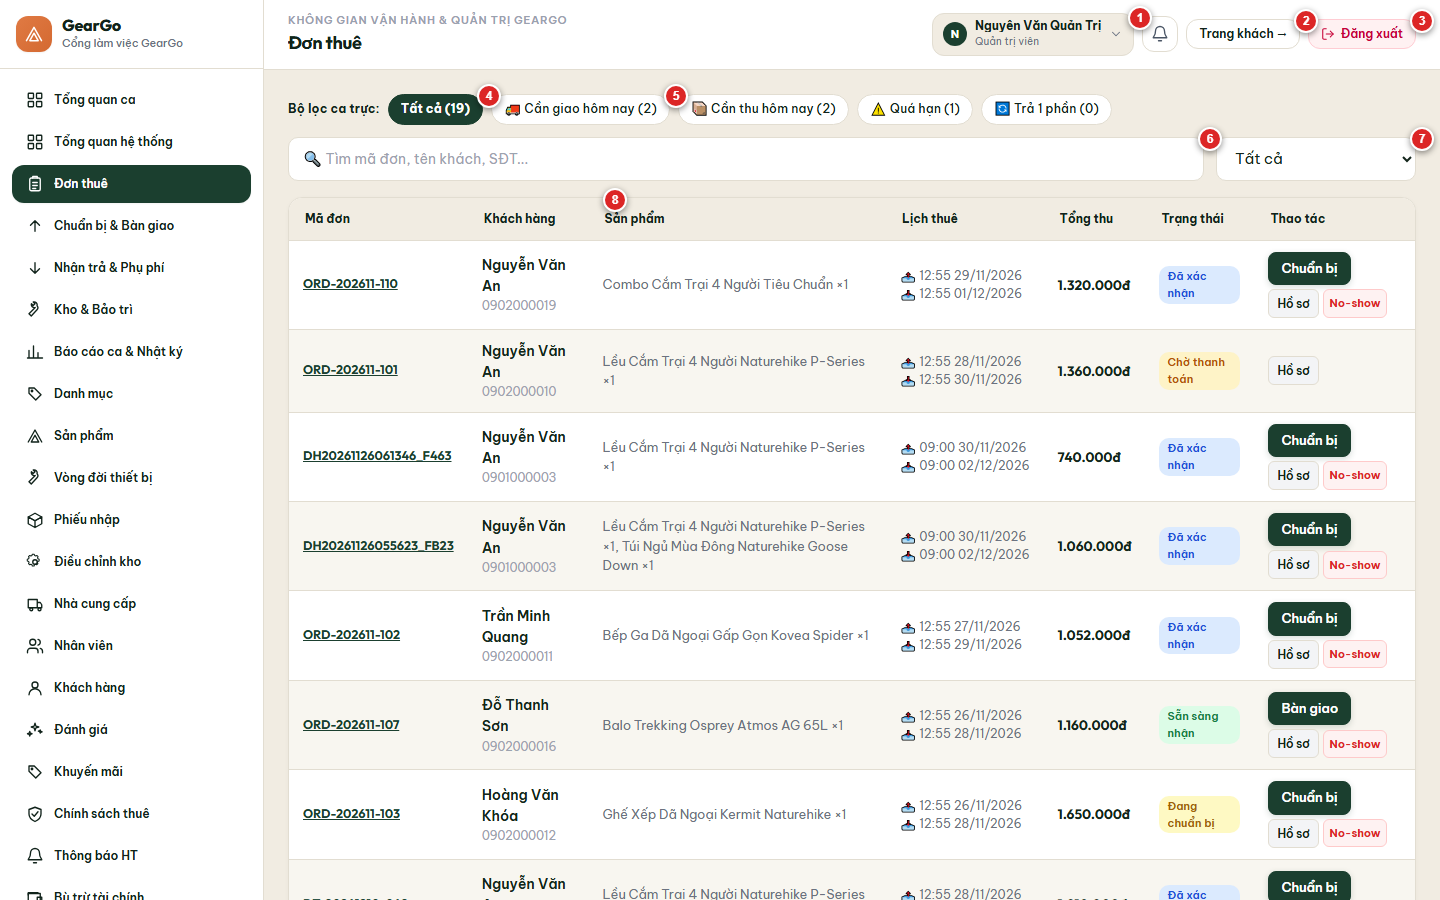 GearGo
Cổng làm việc GearGo
Tổng quan ca
Tổng quan hệ thống
Đơn thuê
Chuẩn bị & Bàn giao
Nhận trả & Phụ phí
Kho & Bảo trì
Báo cáo ca & Nhật ký
Danh mục
Sản phẩm
Vòng đời thiết bị
Phiếu nhập
Điều chỉnh kho
Nhà cung cấp
Nhân viên
Khách hàng
Đánh giá
Khuyến mãi
Chính sách thuê
Thông báo HT
Bù trừ tài chính
KHÔNG GIAN VẬN HÀNH & QUẢN TRỊ GEARGO
Đơn thuê
N
Nguyễn Văn Quản Trị
Quản trị viên
1
Trang khách →
2
Đăng xuất
3
Bộ lọc ca trực:
Tất cả (19)
4
Cần giao hôm nay (2)
5
Cần thu hôm nay (2)
Quá hạn (1)
Trả 1 phần (0)
Tìm mã đơn, tên khách, SĐT...
6
Tất cả
7
8
Mã đơn Khách hàng Sản phẩm Lịch thuê Tổng thu Trạng thái Thao tác
ORD-202611-110
Nguyễn Văn
An
0902000019
Combo Cắm Trại 4 Người Tiêu Chuẩn ×1
12:55 29/11/2026
12:55 01/12/2026
1.320.000đ
Đã xác
nhận
Chuẩn bị
Hồ sơ
No-show
ORD-202611-101
Nguyễn Văn
An
0902000010
Lều Cắm Trại 4 Người Naturehike P-Series
×1
12:55 28/11/2026
12:55 30/11/2026
1.360.000đ
Chờ thanh
toán
Hồ sơ
DH20261126061346_F463
Nguyễn Văn
An
0901000003
Lều Cắm Trại 4 Người Naturehike P-Series
×1
09:00 30/11/2026
09:00 02/12/2026
740.000đ
Đã xác
nhận
Chuẩn bị
Hồ sơ
No-show
DH20261126055623_FB23
Nguyễn Văn
An
0901000003
Lều Cắm Trại 4 Người Naturehike P-Series
×1, Túi Ngủ Mùa Đông Naturehike Goose
Down ×1
09:00 30/11/2026
09:00 02/12/2026
1.060.000đ
Đã xác
nhận
Chuẩn bị
Hồ sơ
No-show
ORD-202611-102
Trần Minh
Quang
0902000011
Bếp Ga Dã Ngoại Gấp Gọn Kovea Spider ×1
12:55 27/11/2026
12:55 29/11/2026
1.052.000đ
Đã xác
nhận
Chuẩn bị
Hồ sơ
No-show
ORD-202611-107
Đỗ Thanh
Sơn
0902000016
Balo Trekking Osprey Atmos AG 65L ×1
12:55 26/11/2026
12:55 28/11/2026
1.160.000đ
Sẵn sàng
nhận
Bàn giao
Hồ sơ
No-show
ORD-202611-103
Hoàng Văn
Khóa
0902000012
Ghế Xếp Dã Ngoại Kermit Naturehike ×1
12:55 26/11/2026
12:55 28/11/2026
1.650.000đ
Đang
chuẩn bị
Chuẩn bị
Hồ sơ
No-show
Nguyễn Văn
Lều Cắm Trại 4 Người Naturehike P-Series
12:55 28/11/2026
Đã xác
Chuẩn bị